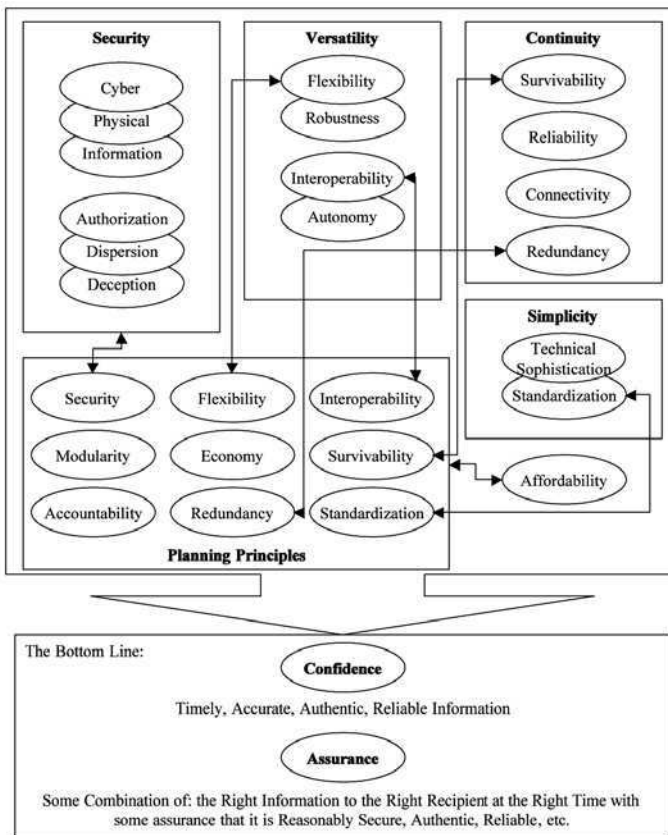 Security
Cyber
Physical
Information
Authorization
Dispersion
Deception
Versatility
Flexibility
Robustness
Interoperability
Autonomy
Continuity
Survivability
Reliability
Connectivity
Redundancy
Simplicity
Technical
Sophistication
Standardization
Security
Flexibility
Interoperability
Modularity
Economy
Survivability
Accountability
Redundancy
Standardization
Planning Principles
Affordability
The Bottom Line:
Confidence
Timely, Accurate, Authentic, Reliable Information
Assurance
Some Combination of: the Right Information to the Right Recipient at the Right Time with
some assurance that it is Reasonably Secure, Authentic, Reliable, etc.